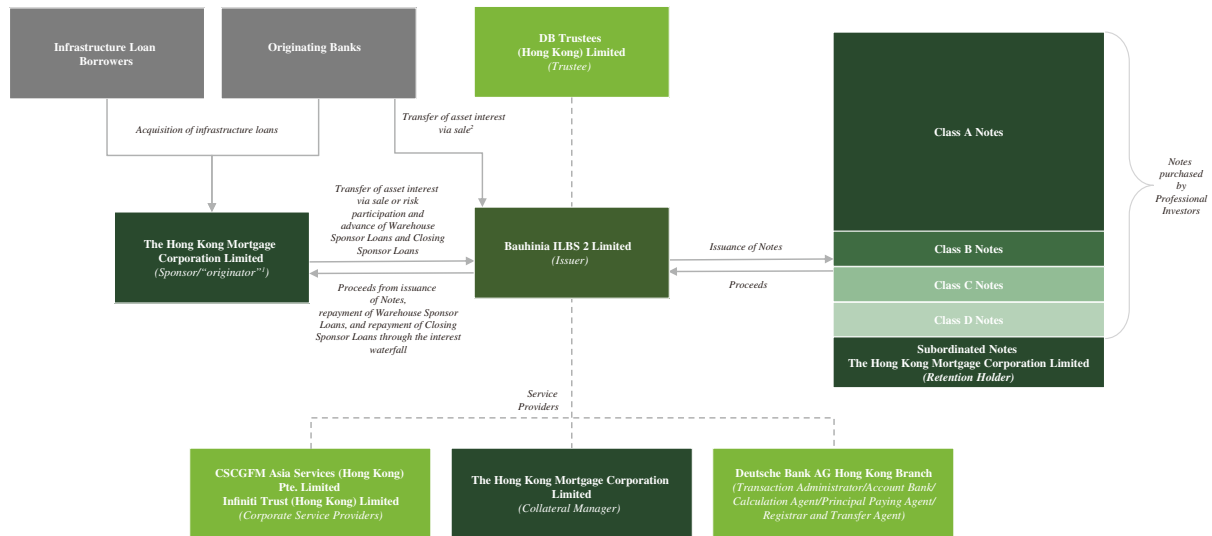 Infrastructure Loan
Borrowers
Originating Banks
DB Trustees
(Hong Kong) Limited
(Trustee)
Acquisition of infrastructure loans
Transfer of asset interest
via sale²
Class A Notes
Notes
purchased
by
Professional
Investors
Transfer of asset interest
via sale or risk
participation and
advance of Warehouse
Sponsor Loans and Closing
Sponsor Loans
The Hong Kong Mortgage
Corporation Limited
(Sponsor/“originator”¹)
Bauhinia ILBS 2 Limited
(Issuer)
Issuance of Notes
Proceeds
Class B Notes
Class C Notes
Class D Notes
Subordinated Notes
The Hong Kong Mortgage Corporation Limited
(Retention Holder)
Proceeds from issuance
of Notes,
repayment of Warehouse Sponsor
Loans, and repayment of Closing
Sponsor Loans through the interest
waterfall
Service
Providers
CSCGFM Asia Services (Hong Kong)
Pte. Limited
Infiniti Trust (Hong Kong) Limited
(Corporate Service Providers)
The Hong Kong Mortgage Corporation
Limited
(Collateral Manager)
Deutsche Bank AG Hong Kong Branch
(Transaction Administrator/Account Bank/
Calculation Agent/Principal Paying Agent/
Registrar and Transfer Agent)